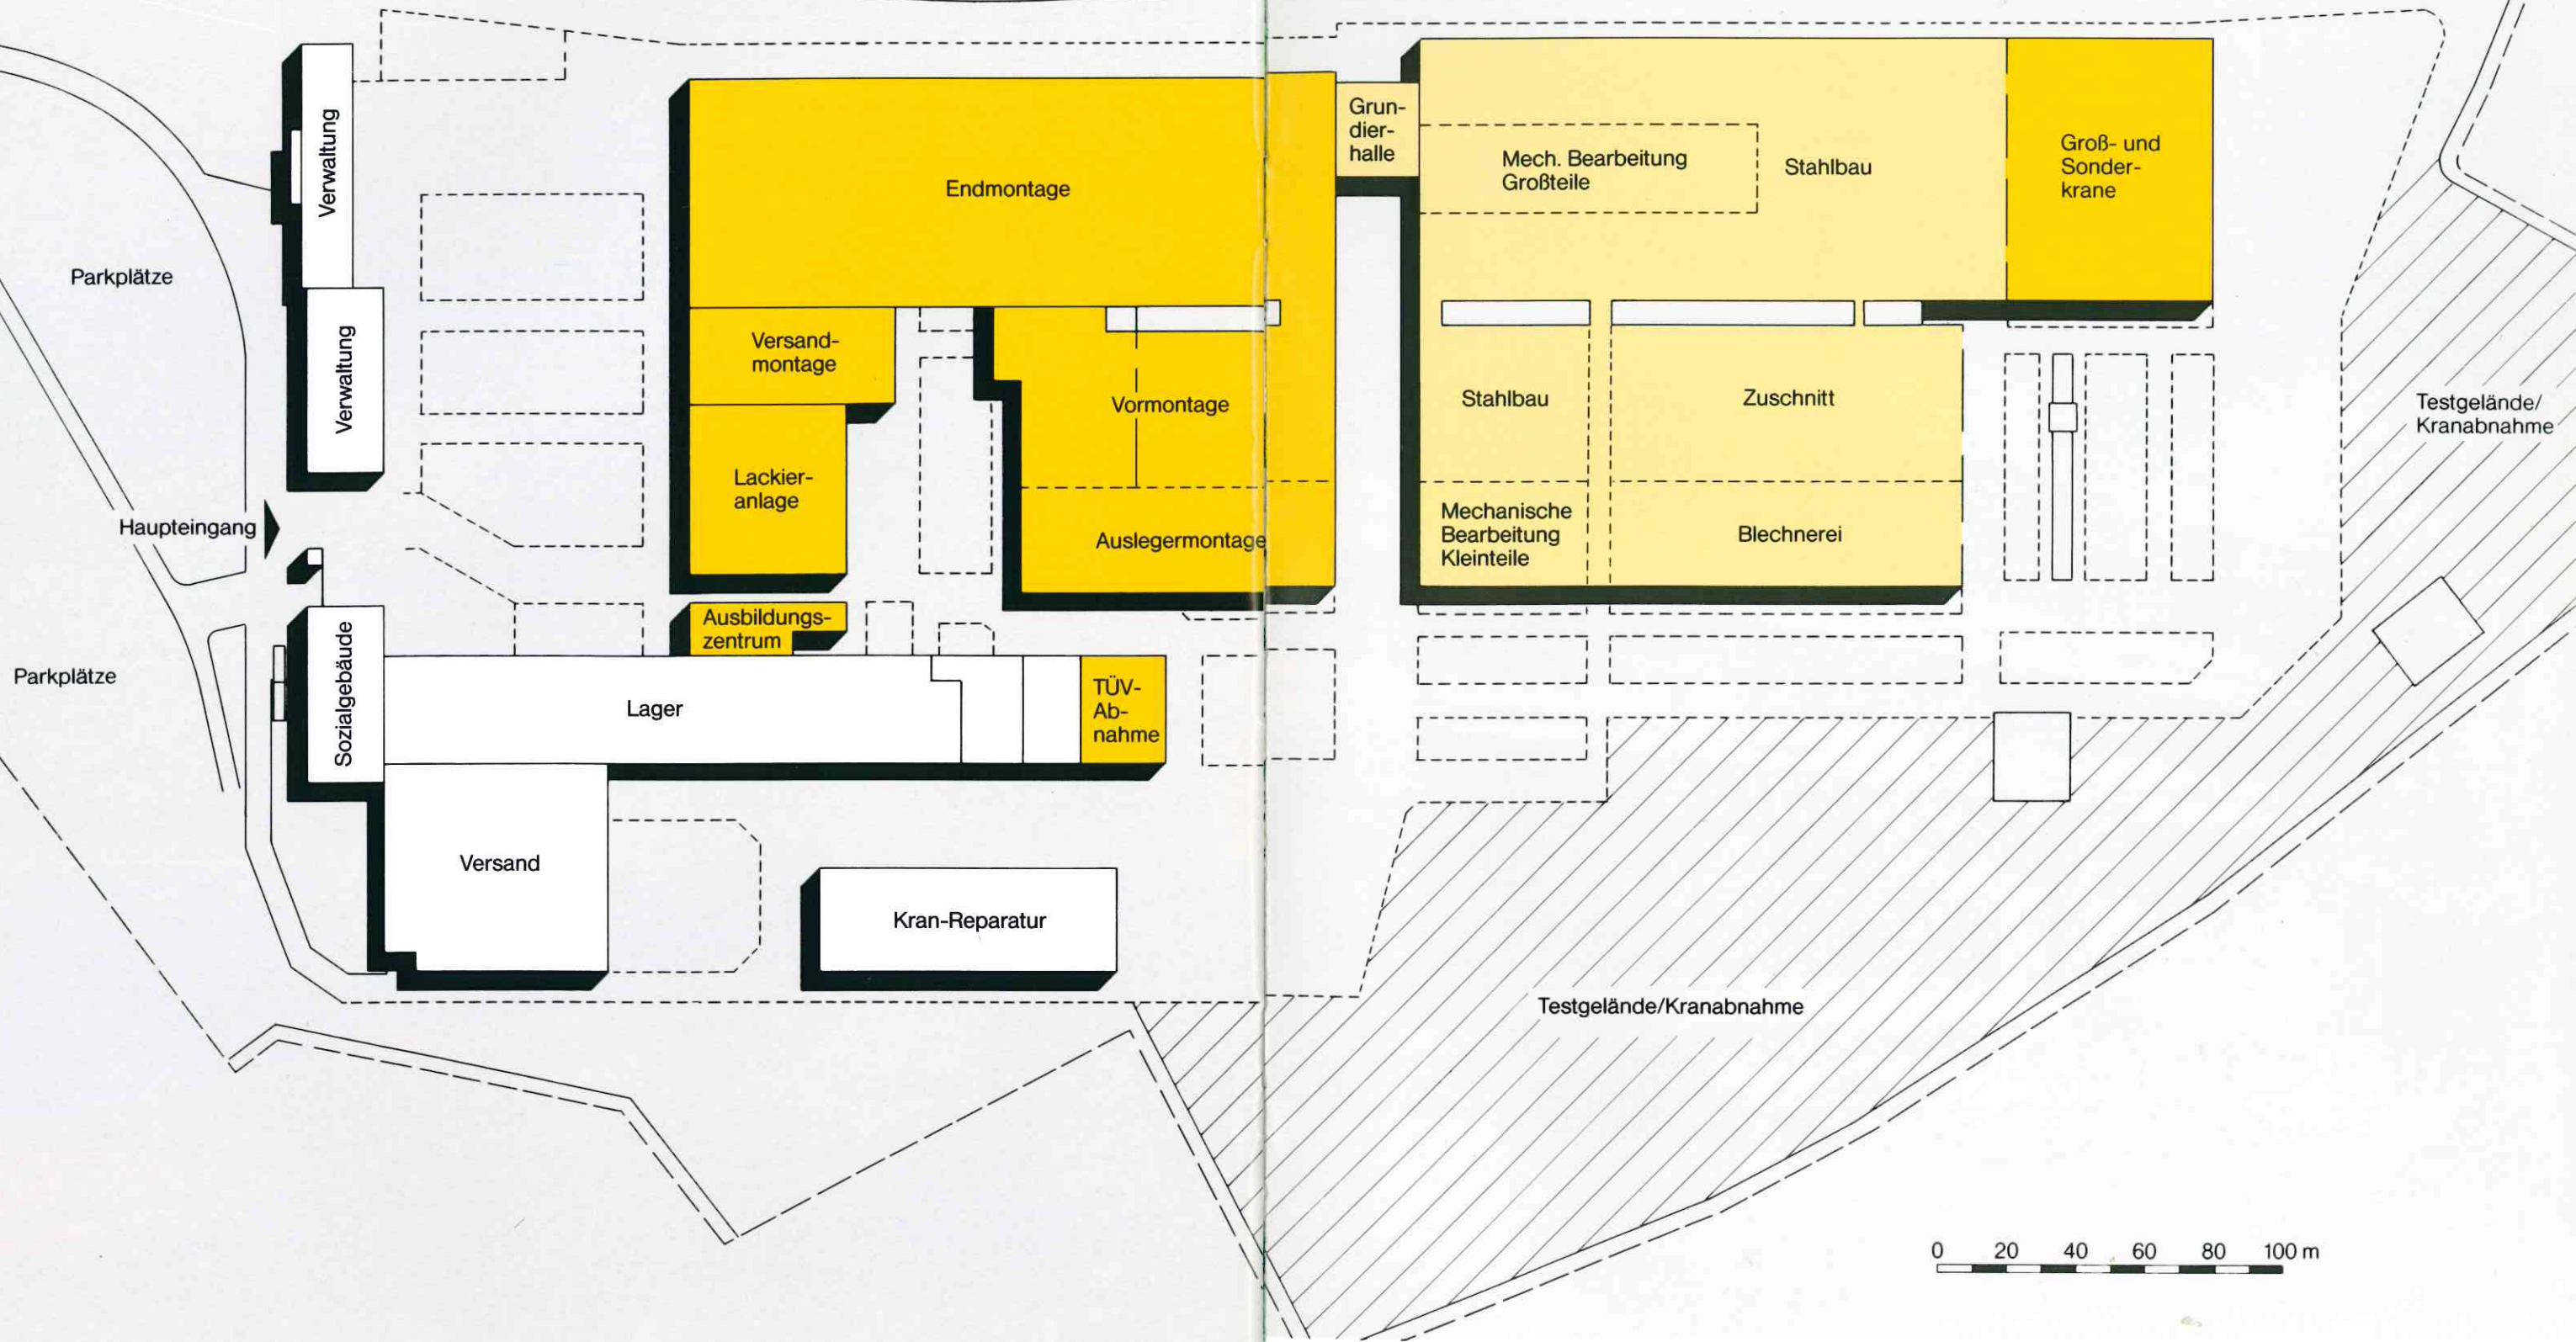 Verwaltung
Verwaltung
Parkplätze
Haupteingang
Parkplätze
Sozialgebäude
Endmontage
Versand-
montage
Lackier-
anlage
Vormontage
Auslegermontage
Ausbildungs-
zentrum
Lager
TÜV-
Ab-
nahme
Versand
Kran-Reparatur
Grun-
dier-
halle
Mech. Bearbeitung
Großteile
Stahlbau
Groß- und
Sonder-
krane
Stahlbau
Zuschnitt
Mechanische
Bearbeitung
Kleinteile
Blechnerei
Testgelände/
Kranabnahme
Testgelände/Kranabnahme
0 20 40 60 80 100 m